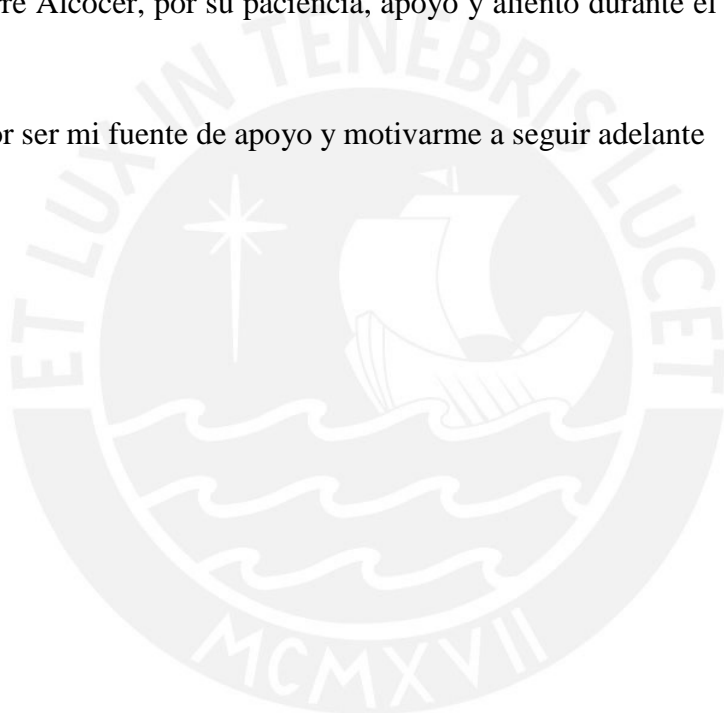 rre Alcocer, por su paciencia, apoyo y aliento durante el
or ser mi fuente de apoyo y motivarme a seguir adelante
ET LUX IN TENEBRIS LUCET
MCMXVII